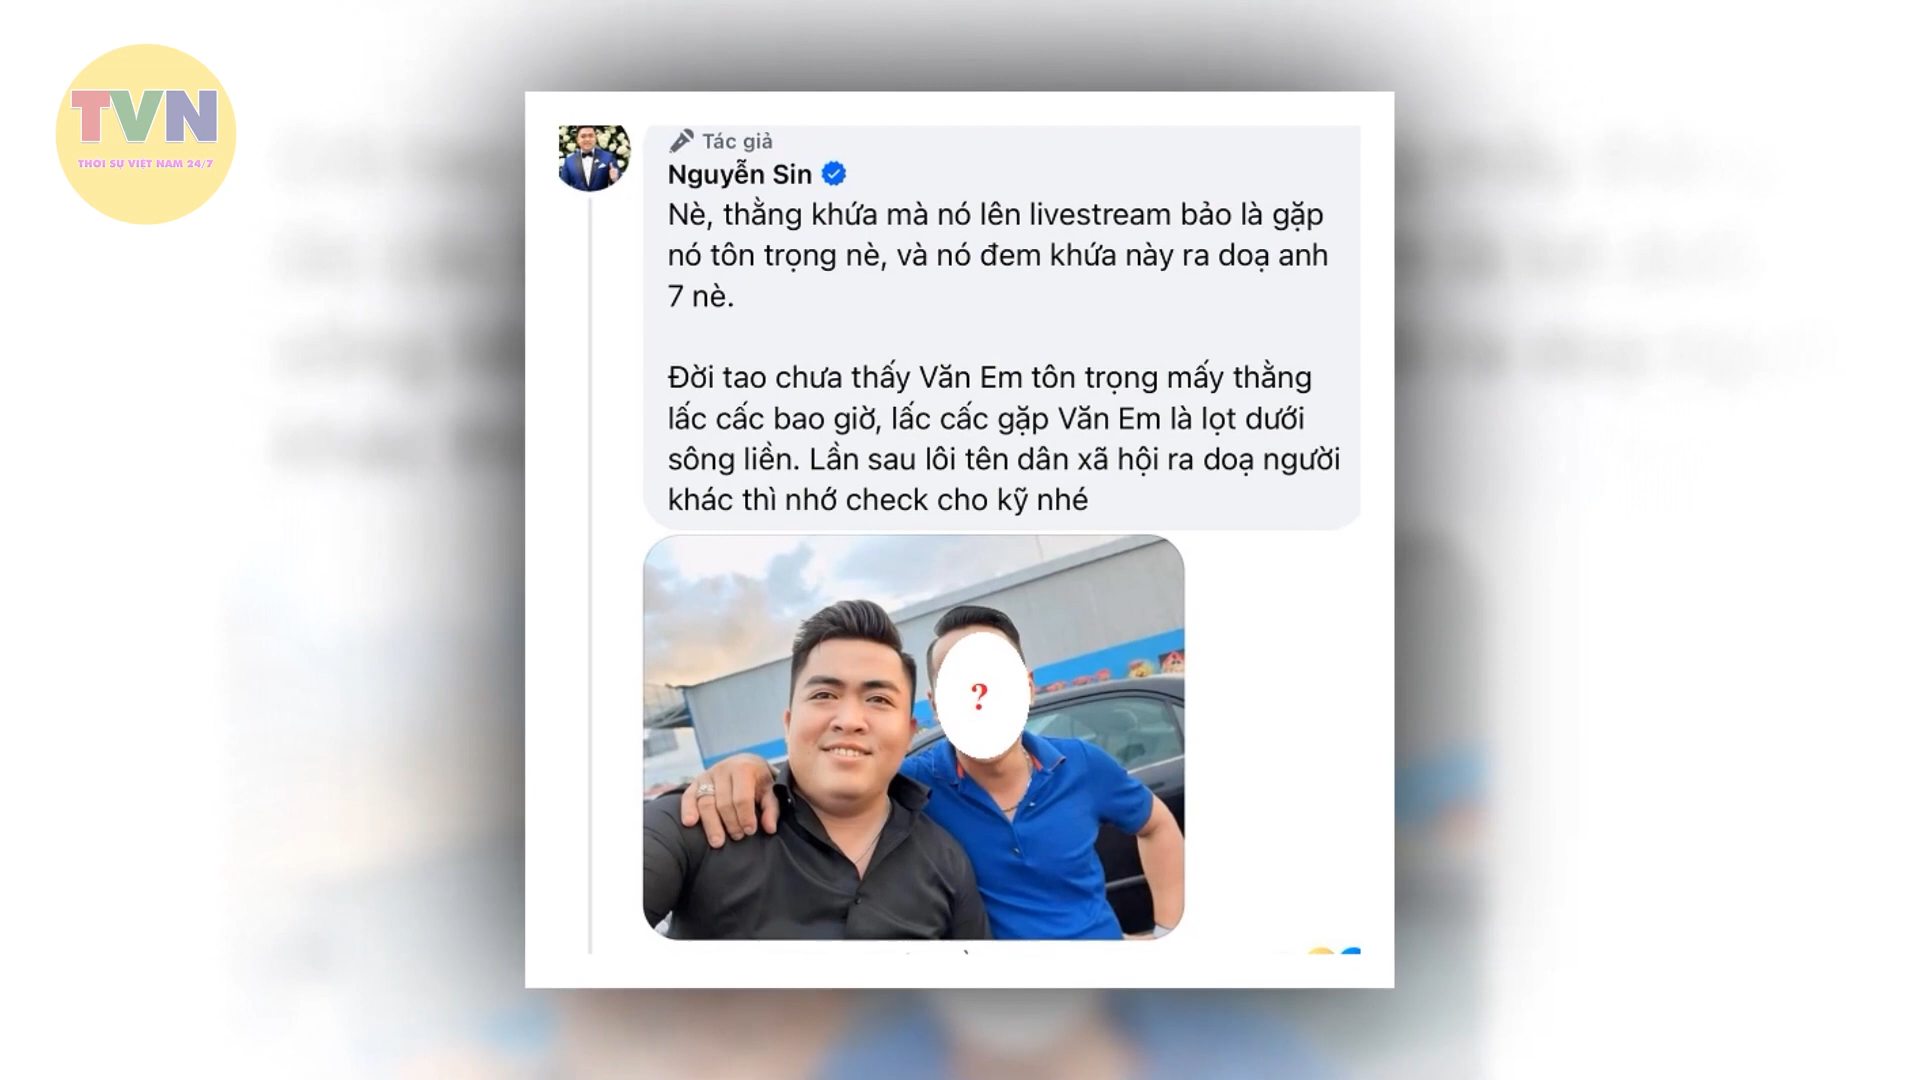 TVN
THOI SỰ VIỆT NAM 24/7
Tác giả
Nguyễn Sin
Nè, thằng khứa mà nó lên livestream bảo là gặp
nó tôn trọng nè, và nó đem khứa này ra doạ anh
7 nè.
Đời tao chưa thấy Văn Em tôn trọng mấy thằng
lấc cấc bao giờ, lấc cấc gặp Văn Em là lọt dưới
sông liền. Lần sau lôi tên dân xã hội ra doạ người
khác thì nhớ check cho kỹ nhé
?